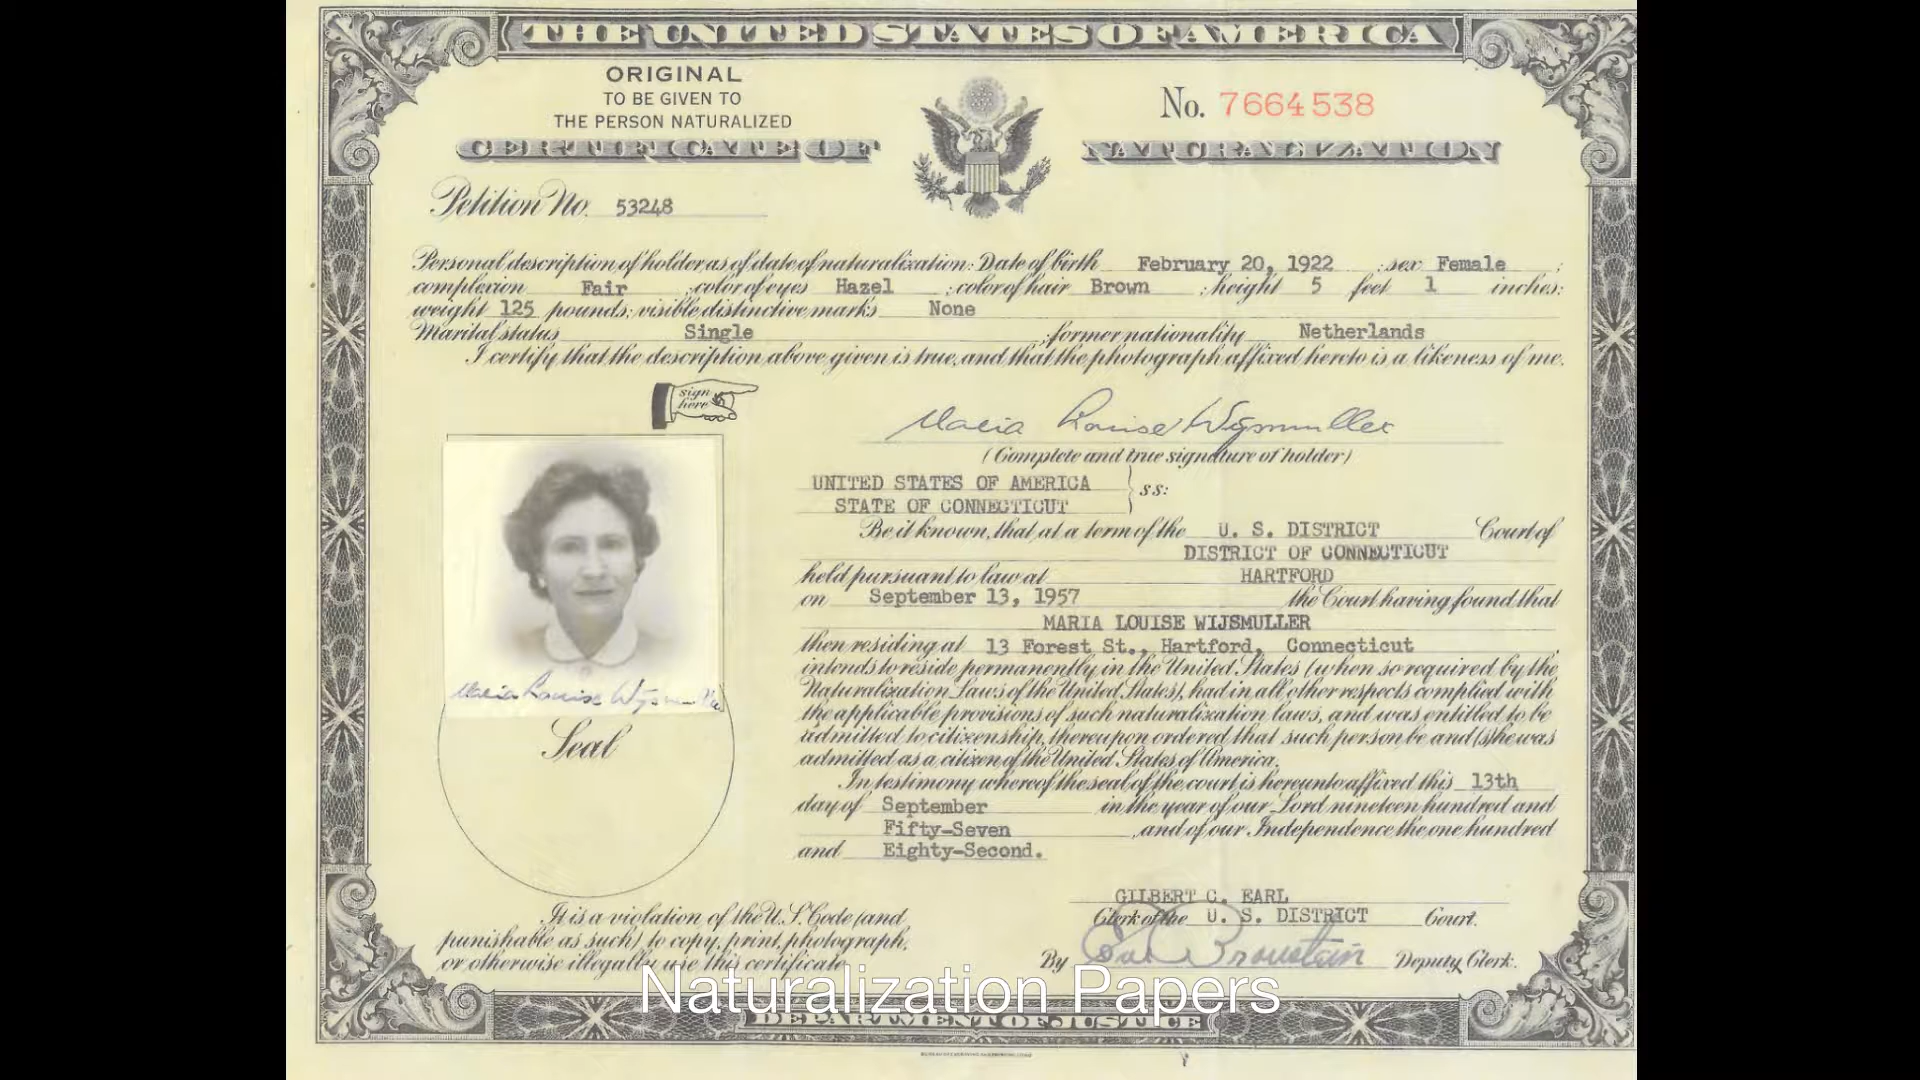 THE UNITED STATES OF AMERICA
ORIGINAL
TO BE GIVEN TO
THE PERSON NATURALIZED
No. 7664538
CERTIFICATE OF NATURALIZATION
Petition No. 53248
Personal description of holder as of date of naturalization: Date of birth February 20, 1922 ; sex Female ;
complexion Fair ; color of eyes Hazel ; color of hair Brown ; height 5 feet 1 inches;
weight 125 pounds; visible distinctive marks None
Marital status Single ; former nationality Netherlands
I certify that the description above given is true, and that the photograph affixed hereto is a likeness of me.
sign
here
Maria Louise Wijsmuller
(Complete and true signature of holder)
UNITED STATES OF AMERICA
STATE OF CONNECTICUT
ss:
Be it known, that at a term of the U. S. DISTRICT Court of
DISTRICT OF CONNECTICUT
held pursuant to law at HARTFORD
on September 13, 1957 the Court having found that
MARIA LOUISE WIJSMULLER
then residing at 13 Forest St., Hartford, Connecticut ,
intends to reside permanently in the United States (when so required by the
Naturalization Laws of the United States), had in all other respects complied with
the applicable provisions of such naturalization laws, and was entitled to be
admitted to citizenship, thereupon ordered that such person be and (s)he was
admitted as a citizen of the United States of America.
In testimony whereof the seal of the court is hereunto affixed this 13th
day of September in the year of our Lord nineteen hundred and
Fifty-Seven , and of our Independence the one hundred
and Eighty-Second.
Maria Louise Wijsmuller
Seal
It is a violation of the U.S. Code (and
punishable as such) to copy, print, photograph,
or otherwise illegally use this certificate.
GILBERT C. EARL
Clerk of the U. S. DISTRICT Court.
By Deputy Clerk.
Naturalization Papers
DEPARTMENT OF JUSTICE